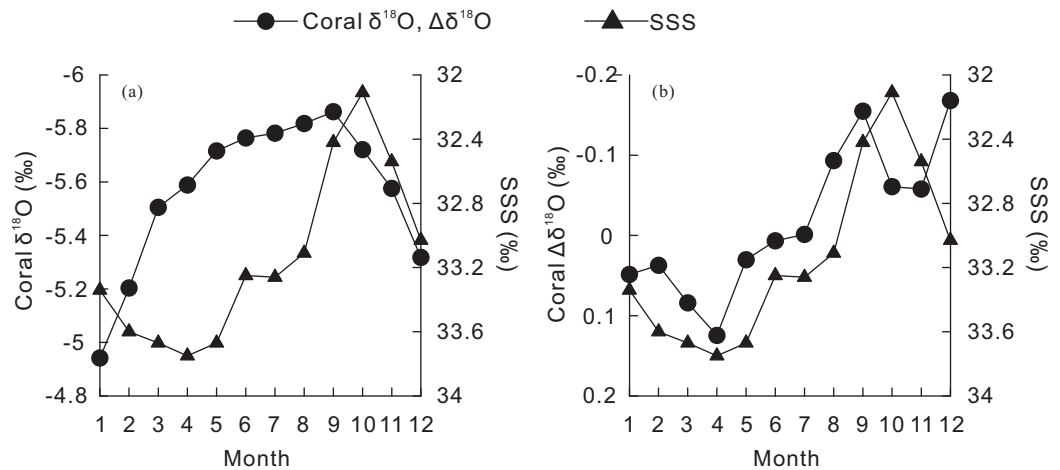 Coral δ¹⁸O, Δδ¹⁸O
SSS
(a)
Coral δ¹⁸O (‰)
-6
-5.8
-5.6
-5.4
-5.2
-5
-4.8
32
32.4
32.8
33.2
33.6
34
SSS (‰)
1 2 3 4 5 6 7 8 9 10 11 12
Month
(b)
Coral Δδ¹⁸O (‰)
-0.2
-0.1
0
0.1
0.2
32
32.4
32.8
33.2
33.6
34
SSS (‰)
1 2 3 4 5 6 7 8 9 10 11 12
Month